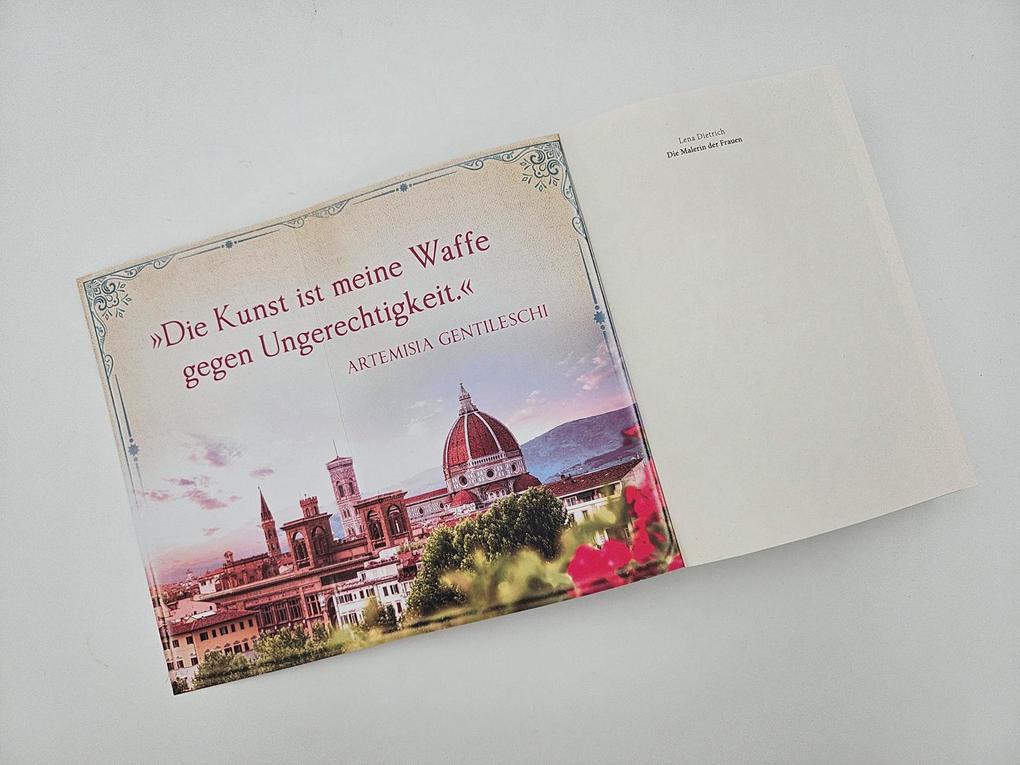 »Die Kunst ist meine Waffe
gegen Ungerechtigkeit.«
ARTEMISIA GENTILESCHI
Lena Dietrich
Die Malerin der Frauen